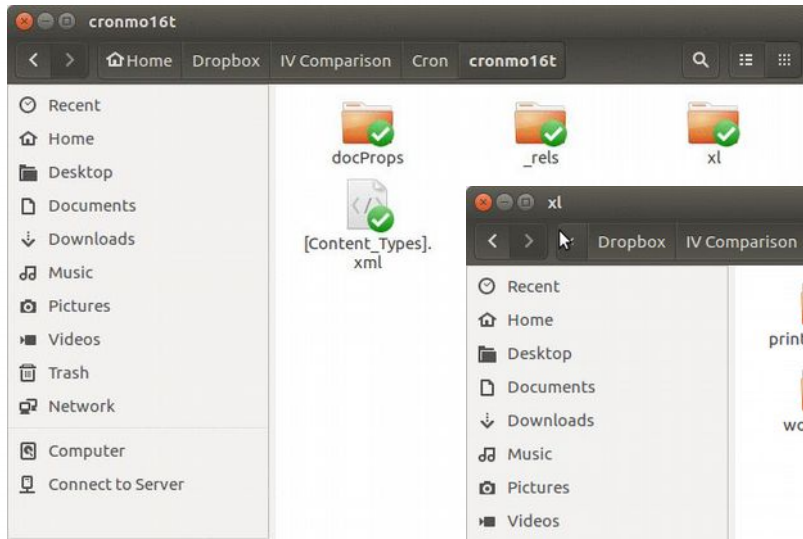 cronmo16t
Home Dropbox IV Comparison Cron cronmo16t
Recent
Home
Desktop
Documents
Downloads
Music
Pictures
Videos
Trash
Network
Computer
Connect to Server
docProps _rels xl
[Content_Types].
xml
xl
Dropbox IV Comparison
Recent
Home
Desktop
Documents
Downloads
Music
Pictures
Videos
print
wo